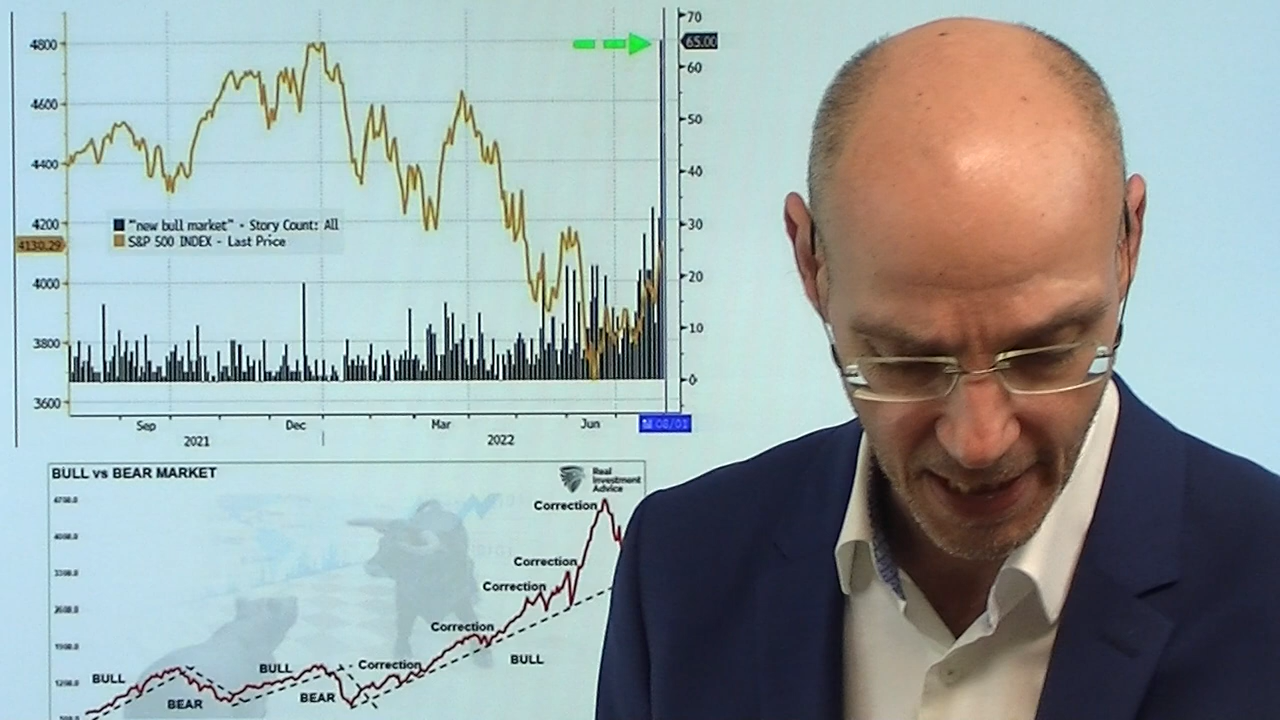 70
4800
65.00
60
4600
50
4400
40
"new bull market" - Story Count: All
4200
30
S&P 500 INDEX - Last Price
4130.29
4000
20
3800
10
0
3600
Sep
Dec
Mar
Jun
08/01
2021
2022
BULL vs BEAR MARKET
Real
Investment
Advice
Correction
Correction
Correction
Correction
Correction
BULL
BULL
BULL
BEAR
BEAR